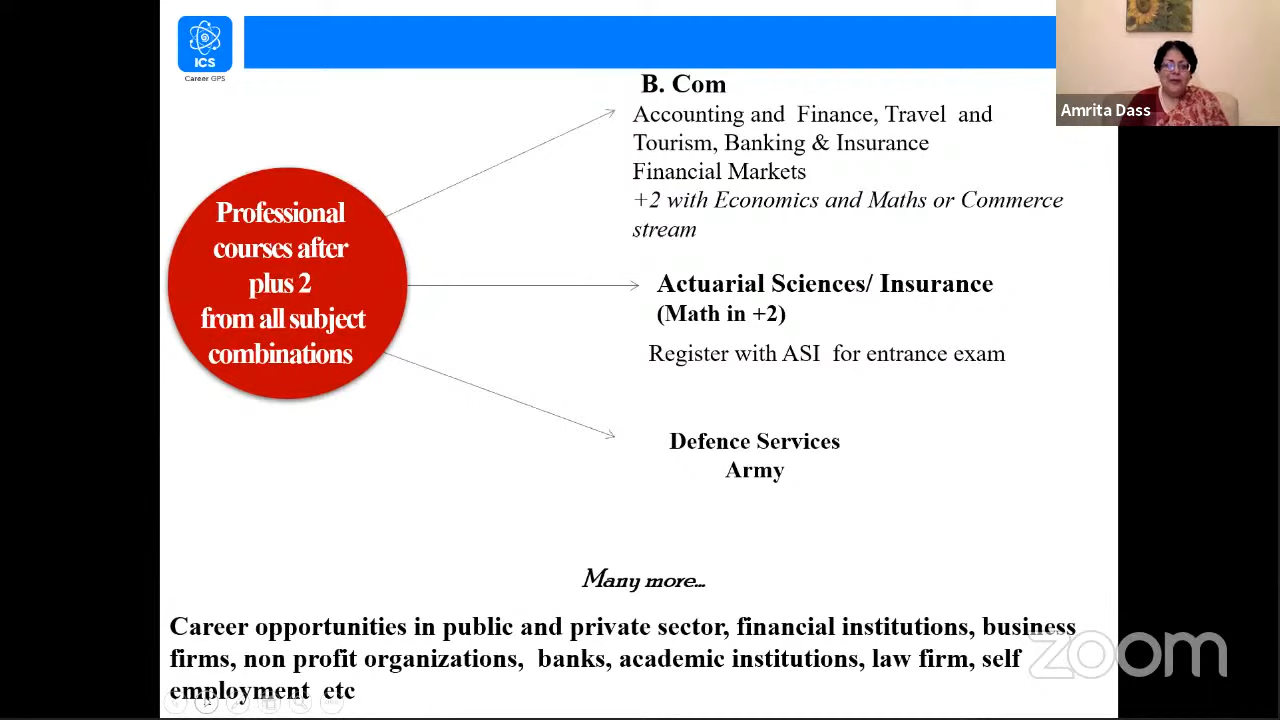 ICS
Career GPS
Amrita Dass
Professional
courses after
plus 2
from all subject
combinations
B. Com
Accounting and Finance, Travel and
Tourism, Banking & Insurance
Financial Markets
+2 with Economics and Maths or Commerce
stream
Actuarial Sciences/ Insurance
(Math in +2)
Register with ASI for entrance exam
Defence Services
Army
Many more...
Career opportunities in public and private sector, financial institutions, business
firms, non profit organizations, banks, academic institutions, law firm, self
employment etc
zoom